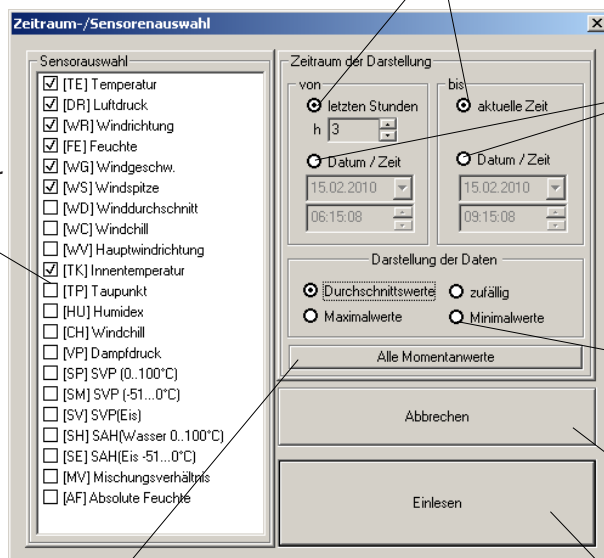 Zeitraum-/Sensorenauswahl
Sensorauswahl
[TE] Temperatur
[DR] Luftdruck
[WR] Windrichtung
[FE] Feuchte
[WG] Windgeschw.
[WS] Windspitze
[WD] Winddurchschnitt
[WC] Windchill
[WV] Hauptwindrichtung
[TK] Innentemperatur
[TP] Taupunkt
[HU] Humidex
[CH] Windchill
[VP] Dampfdruck
[SP] SVP (0..100°C)
[SM] SVP (-51...0°C)
[SV] SVP(Eis)
[SH] SAH(Wasser 0..100°C)
[SE] SAH(Eis -51...0°C)
[MV] Mischungsverhältnis
[AF] Absolute Feuchte
Zeitraum der Darstellung
von
letzten Stunden
h 3
Datum / Zeit
15.02.2010
06:15:08
bis
aktuelle Zeit
Datum / Zeit
15.02.2010
09:15:08
Darstellung der Daten
Durchschnittswerte
zufällig
Maximalwerte
Minimalwerte
Alle Momentanwerte
Abbrechen
Einlesen